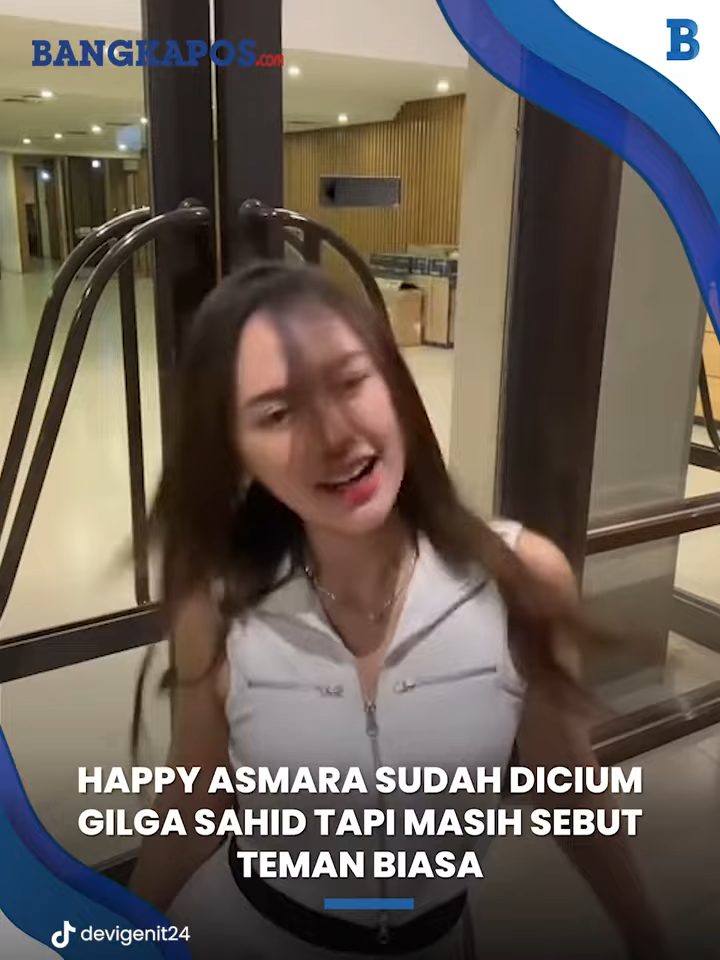 BANGKAPOS.com
B
HAPPY ASMARA SUDAH DICIUM
GILGA SAHID TAPI MASIH SEBUT
TEMAN BIASA
devigenit24